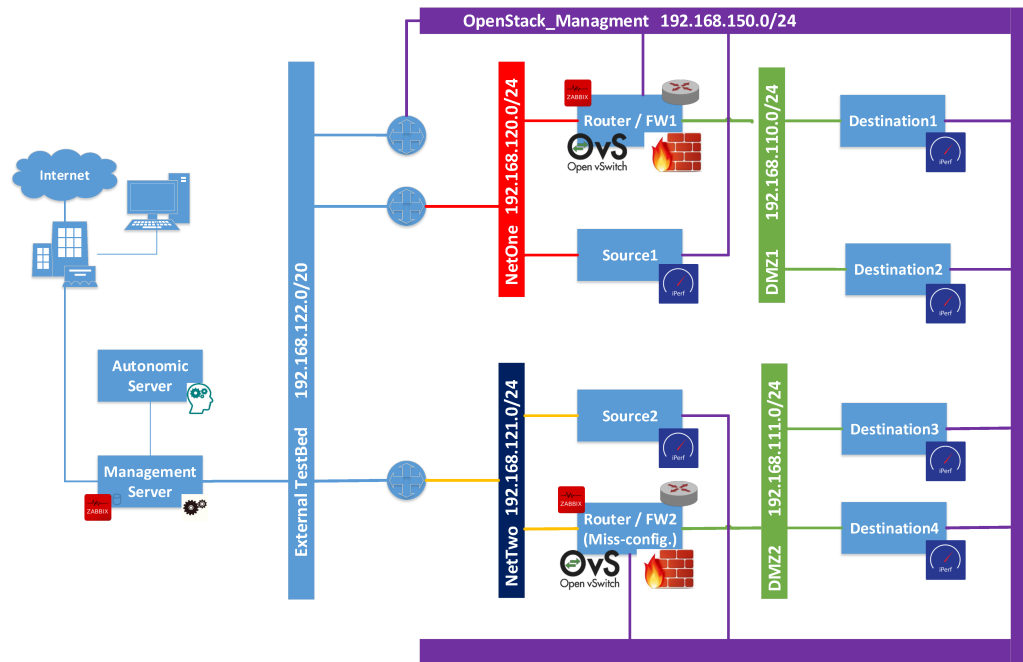 OpenStack_Managment 192.168.150.0/24
Internet
Autonomic
Server
Management
Server
ZABBIX
External TestBed 192.168.122.0/20
NetOne 192.168.120.0/24
ZABBIX
Router / FW1
OvS
Open vSwitch
Source1
iPerf
DMZ1 192.168.110.0/24
Destination1
iPerf
Destination2
iPerf
NetTwo 192.168.121.0/24
Source2
iPerf
ZABBIX
Router / FW2
(Miss-config.)
OvS
Open vSwitch
DMZ2 192.168.111.0/24
Destination3
iPerf
Destination4
iPerf